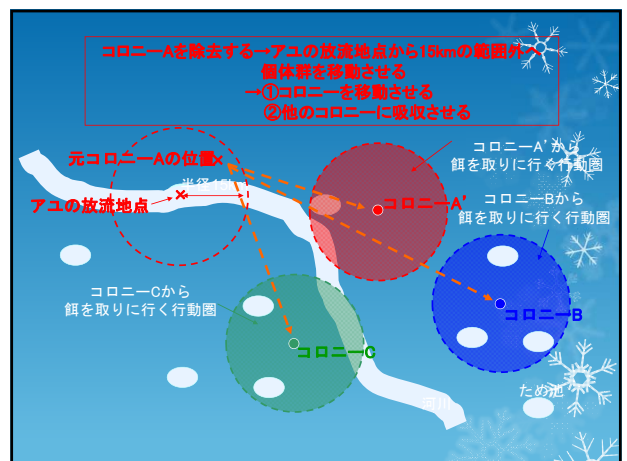 コロニーAを除去する→アユの放流地点から15kmの範囲外へ
個体群を移動させる
→①コロニーを移動させる
②他のコロニーに吸収させる
元コロニーAの位置
半径15k
アユの放流地点
コロニーA'から
餌を取りに行く行動圏
コロニーA'
コロニーBから
餌を取りに行く行動圏
コロニーCから
餌を取りに行く行動圏
コロニーB
コロニーC
ため池
河川